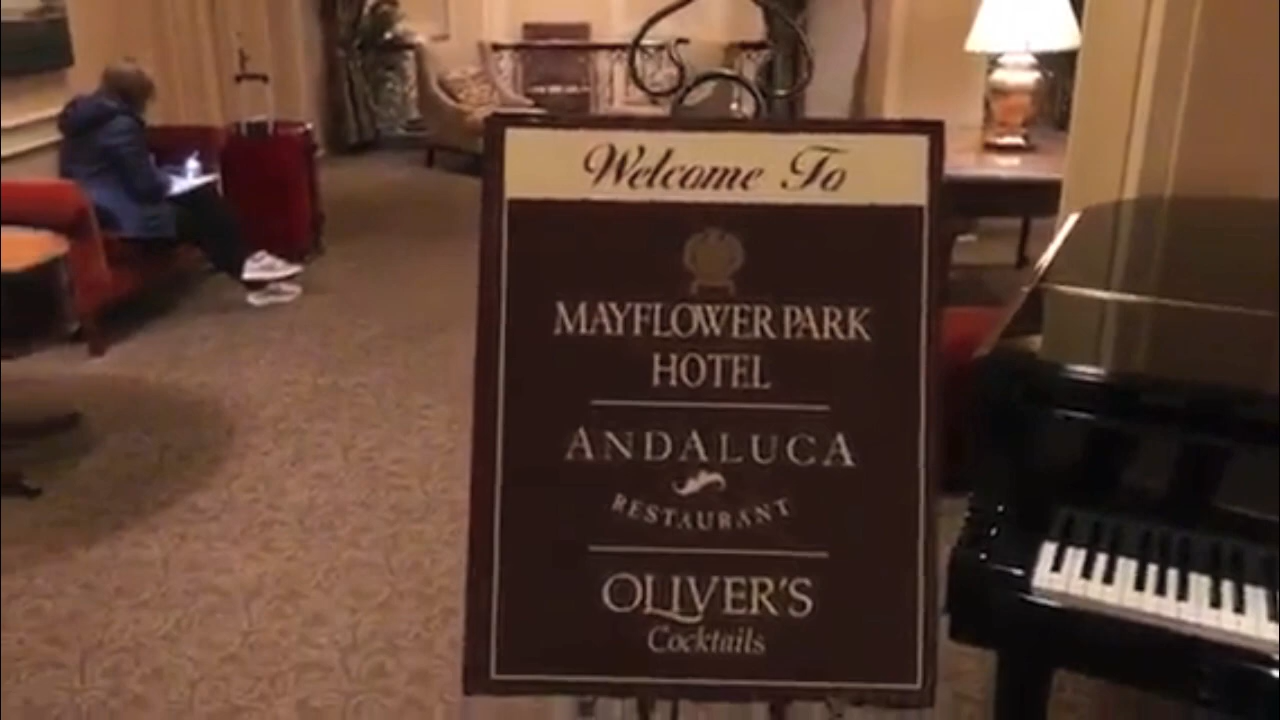 Welcome To
MAYFLOWER PARK
HOTEL
ANDALUCA
RESTAURANT
OLIVER'S
Cocktails